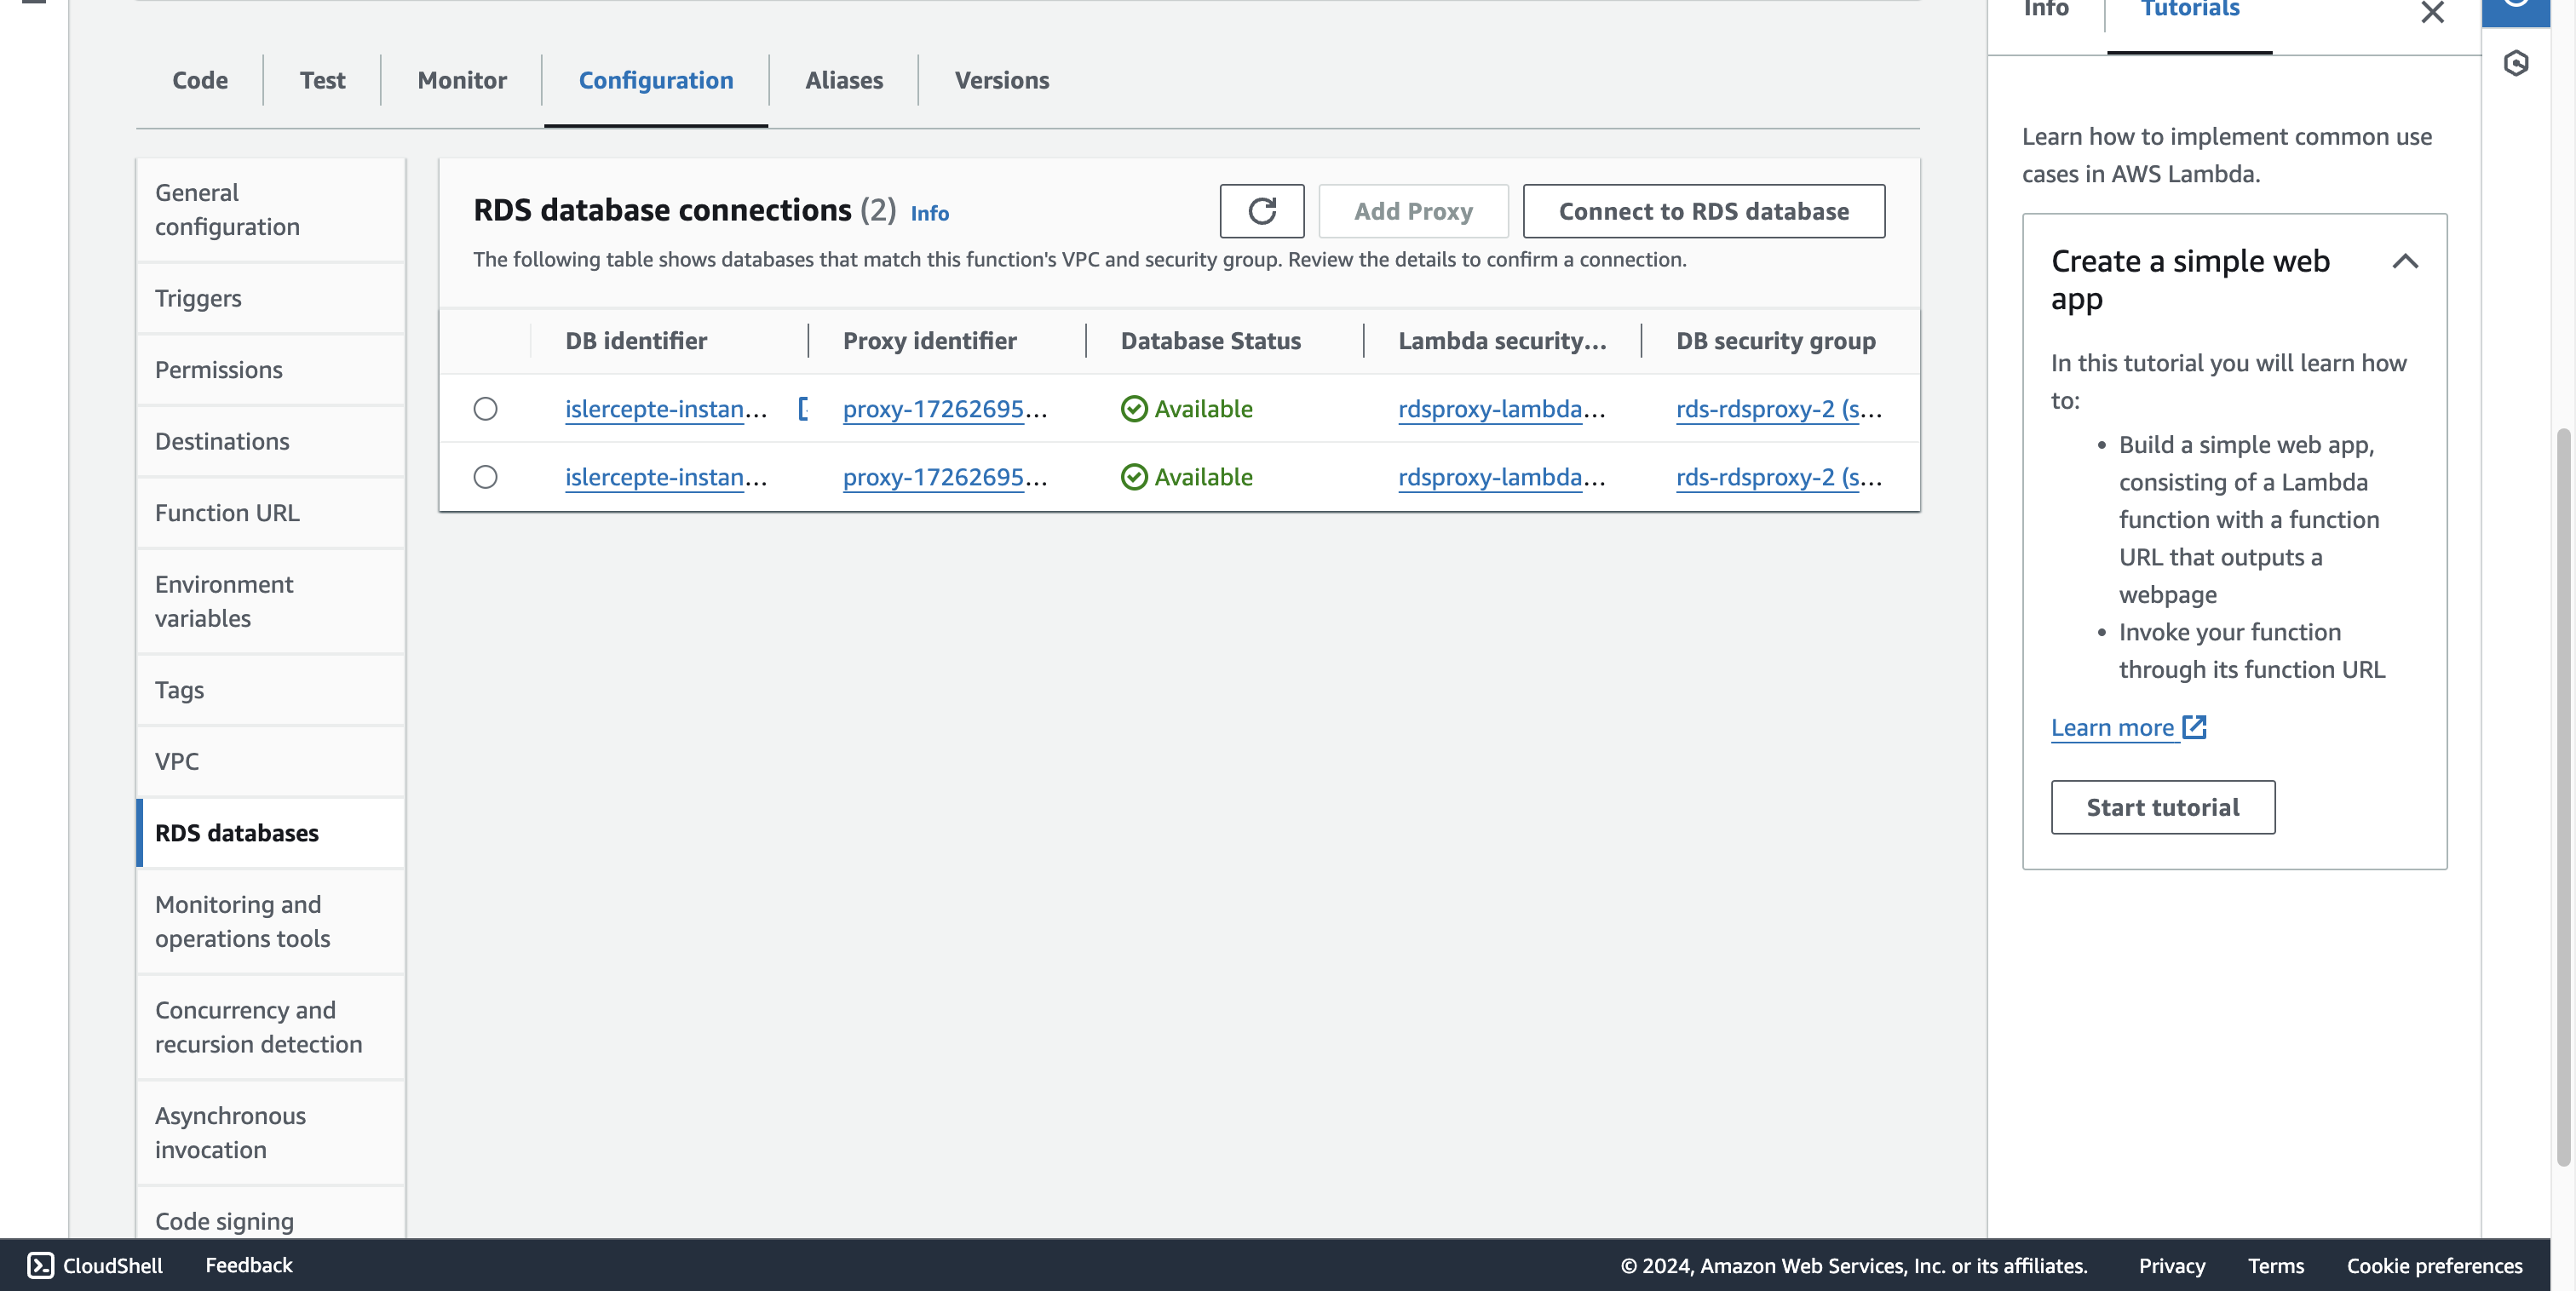 Info
Tutorials
Code
Test
Monitor
Configuration
Aliases
Versions
General
configuration
Triggers
Permissions
Destinations
Function URL
Environment
variables
Tags
VPC
RDS databases
Monitoring and
operations tools
Concurrency and
recursion detection
Asynchronous
invocation
Code signing
RDS database connections (2) Info
Add Proxy
Connect to RDS database
The following table shows databases that match this function's VPC and security group. Review the details to confirm a connection.
DB identifier
Proxy identifier
Database Status
Lambda security...
DB security group
islercepte-instan...
proxy-17262695...
Available
rdsproxy-lambda...
rds-rdsproxy-2 (s...
islercepte-instan...
proxy-17262695...
Available
rdsproxy-lambda...
rds-rdsproxy-2 (s...
Learn how to implement common use
cases in AWS Lambda.
Create a simple web
app
In this tutorial you will learn how
to:
• Build a simple web app,
consisting of a Lambda
function with a function
URL that outputs a
webpage
• Invoke your function
through its function URL
Learn more
Start tutorial
CloudShell
Feedback
© 2024, Amazon Web Services, Inc. or its affiliates.
Privacy
Terms
Cookie preferences